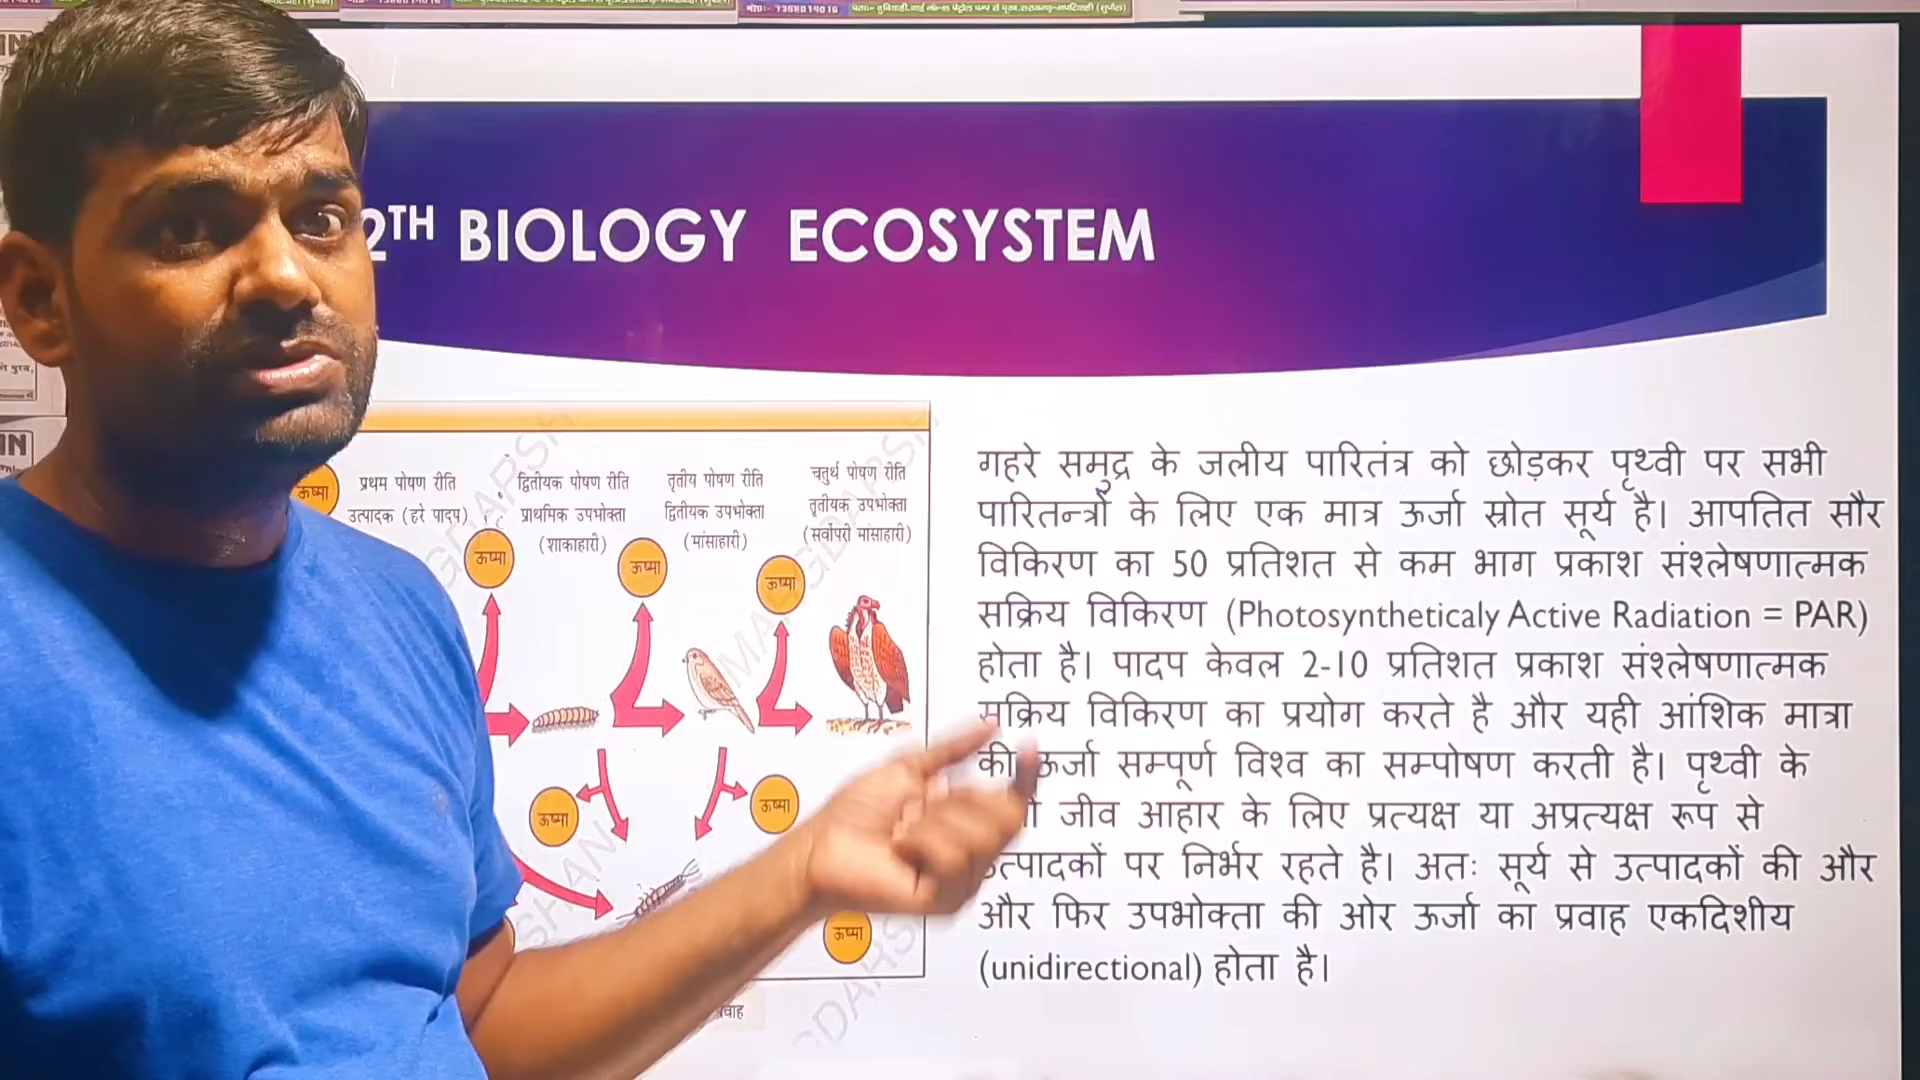 2TH BIOLOGY ECOSYSTEM
ऊष्मा
प्रथम पोषण रीति
उत्पादक (हरे पादप)
द्वितीयक पोषण रीति
प्राथमिक उपभोक्ता
(शाकाहारी)
तृतीय पोषण रीति
द्वितीयक उपभोक्ता
(मांसाहारी)
चतुर्थ पोषण रीति
तृतीयक उपभोक्ता
(सर्वोपरी मांसाहारी)
ऊष्मा
ऊष्मा
ऊष्मा
ऊष्मा
ऊष्मा
ऊष्मा
गहरे समुद्र के जलीय पारितंत्र को छोड़कर पृथ्वी पर सभी
पारितन्त्रों के लिए एक मात्र ऊर्जा स्रोत सूर्य है। आपतित सौर
विकिरण का 50 प्रतिशत से कम भाग प्रकाश संश्लेषणात्मक
सक्रिय विकिरण (Photosyntheticaly Active Radiation = PAR)
होता है। पादप केवल 2-10 प्रतिशत प्रकाश संश्लेषणात्मक
सक्रिय विकिरण का प्रयोग करते है और यही आंशिक मात्रा
की ऊर्जा सम्पूर्ण विश्व का सम्पोषण करती है। पृथ्वी के
जीव आहार के लिए प्रत्यक्ष या अप्रत्यक्ष रूप से
उत्पादकों पर निर्भर रहते है। अतः सूर्य से उत्पादकों की और
और फिर उपभोक्ता की ओर ऊर्जा का प्रवाह एकदिशीय
(unidirectional) होता है।